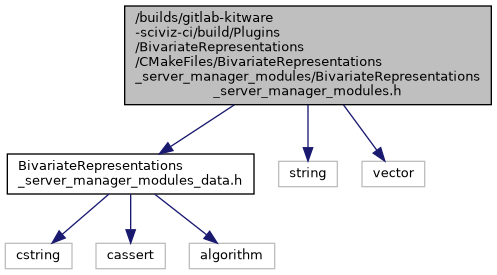 /builds/gitlab-kitware
-sciviz-ci/build/Plugins
/BivariateRepresentations
/CMakeFiles/BivariateRepresentations
_server_manager_modules/BivariateRepresentations
_server_manager_modules.h
BivariateRepresentations
_server_manager_modules_data.h
string
vector
cstring
cassert
algorithm